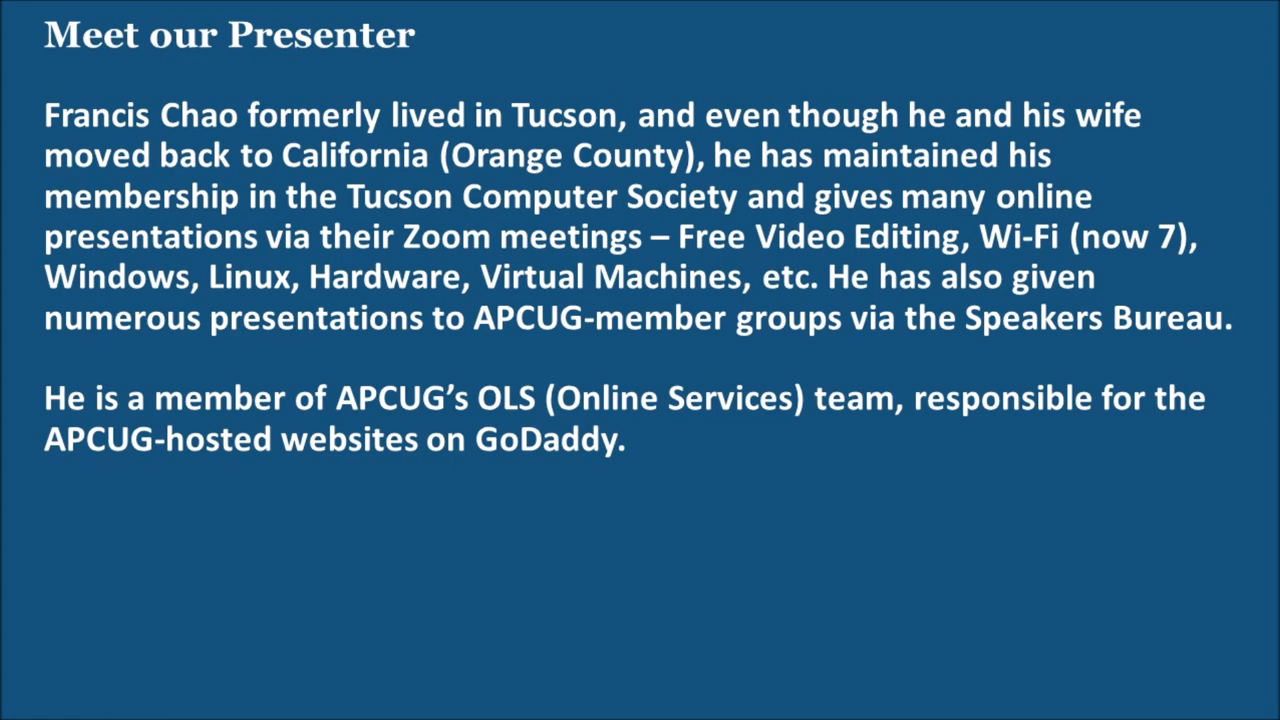 Meet our Presenter
Francis Chao formerly lived in Tucson, and even though he and his wife
moved back to California (Orange County), he has maintained his
membership in the Tucson Computer Society and gives many online
presentations via their Zoom meetings – Free Video Editing, Wi-Fi (now 7),
Windows, Linux, Hardware, Virtual Machines, etc. He has also given
numerous presentations to APCUG-member groups via the Speakers Bureau.
He is a member of APCUG’s OLS (Online Services) team, responsible for the
APCUG-hosted websites on GoDaddy.